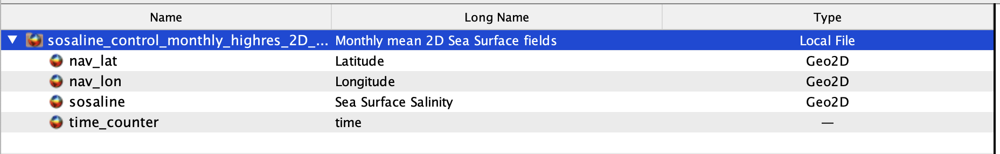 Name Long Name Type
sosaline_control_monthly_highres_2D_... Monthly mean 2D Sea Surface fields Local File
nav_lat Latitude Geo2D
nav_lon Longitude Geo2D
sosaline Sea Surface Salinity Geo2D
time_counter time —